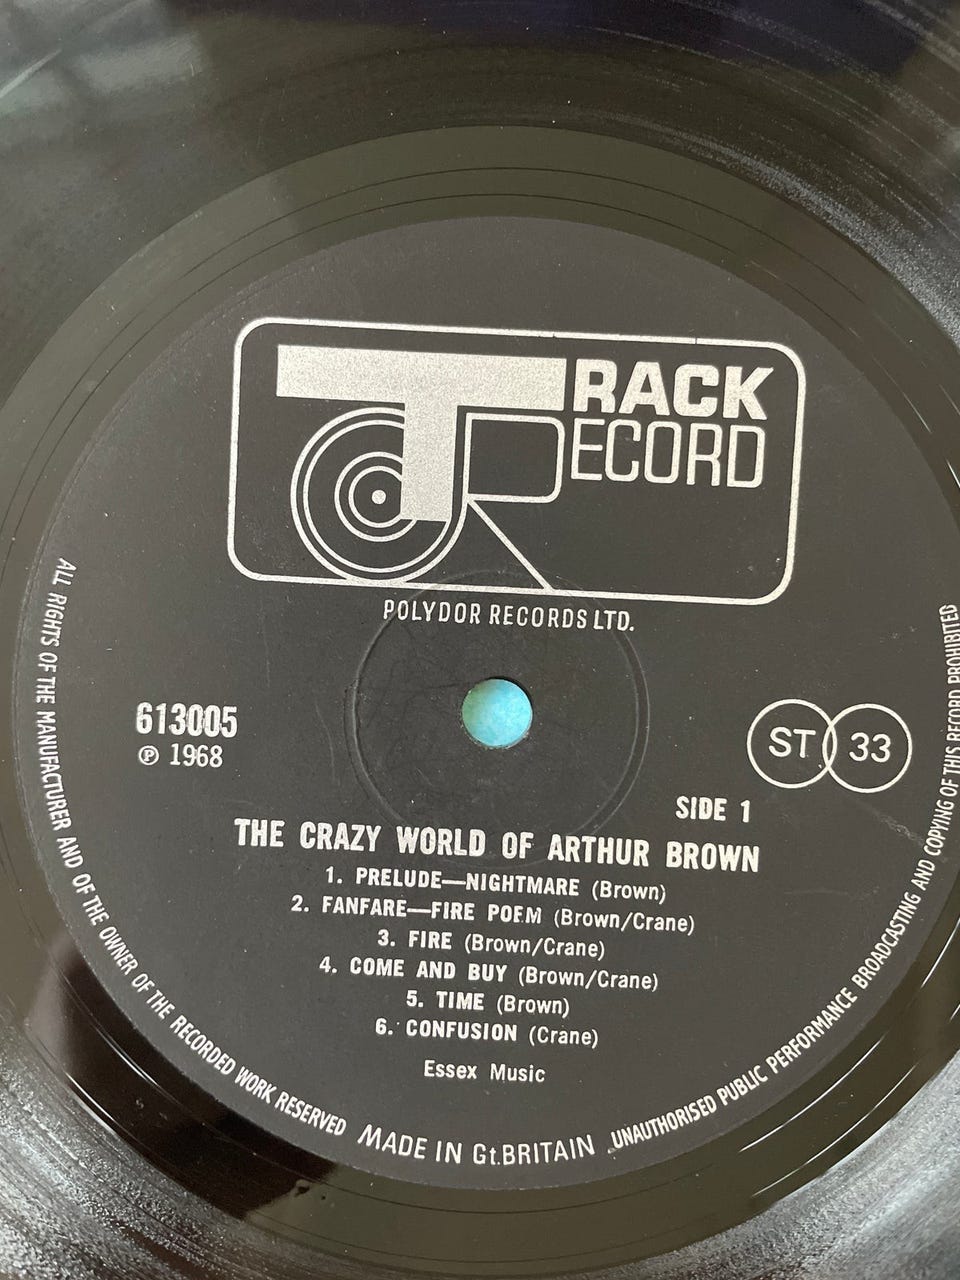 TRACK
RECORD
POLYDOR RECORDS LTD.
613005
℗ 1968
ST 33
SIDE 1
THE CRAZY WORLD OF ARTHUR BROWN
1. PRELUDE—NIGHTMARE (Brown)
2. FANFARE—FIRE POEM (Brown/Crane)
3. FIRE (Brown/Crane)
4. COME AND BUY (Brown/Crane)
5. TIME (Brown)
6. CONFUSION (Crane)
Essex Music
ALL RIGHTS OF THE MANUFACTURER AND OF THE OWNER OF THE RECORDED WORK RESERVED
MADE IN Gt.BRITAIN
UNAUTHORISED PUBLIC PERFORMANCE BROADCASTING AND COPYING OF THIS RECORD PROHIBITED